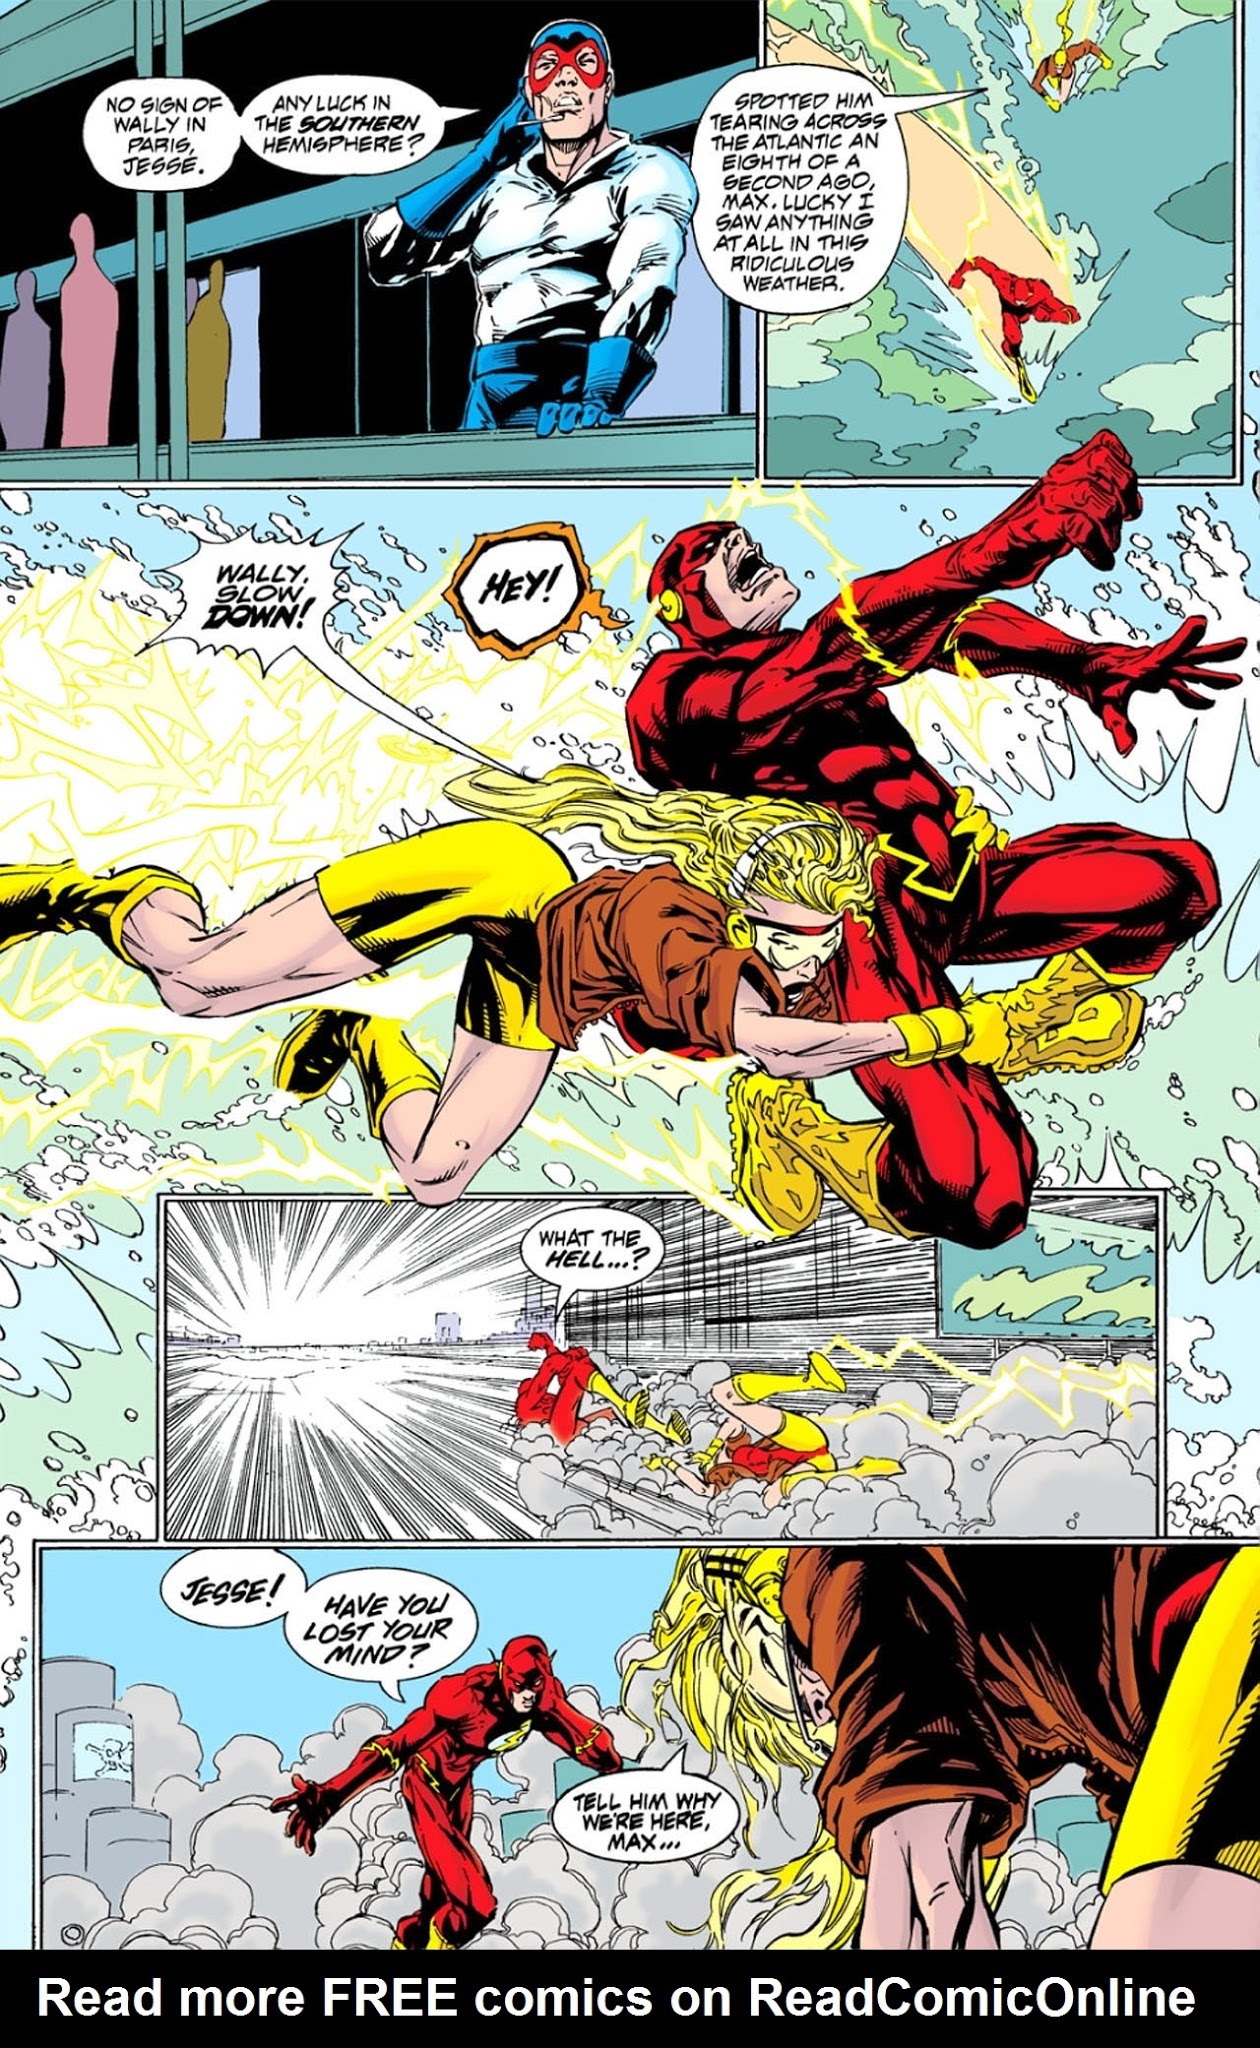 NO SIGN OF
WALLY IN
PARIS,
JESSE.
ANY LUCK IN
THE SOUTHERN
HEMISPHERE?
SPOTTED HIM
TEARING ACROSS
THE ATLANTIC AN
EIGHTH OF A
SECOND AGO,
MAX. LUCKY I
SAW ANYTHING
AT ALL IN THIS
RIDICULOUS
WEATHER.
WALLY,
SLOW
DOWN!
HEY!
WHAT THE
HELL...?
JESSE!
HAVE YOU
LOST YOUR
MIND?
TELL HIM WHY
WE'RE HERE,
MAX...
Read more FREE comics on ReadComicOnline